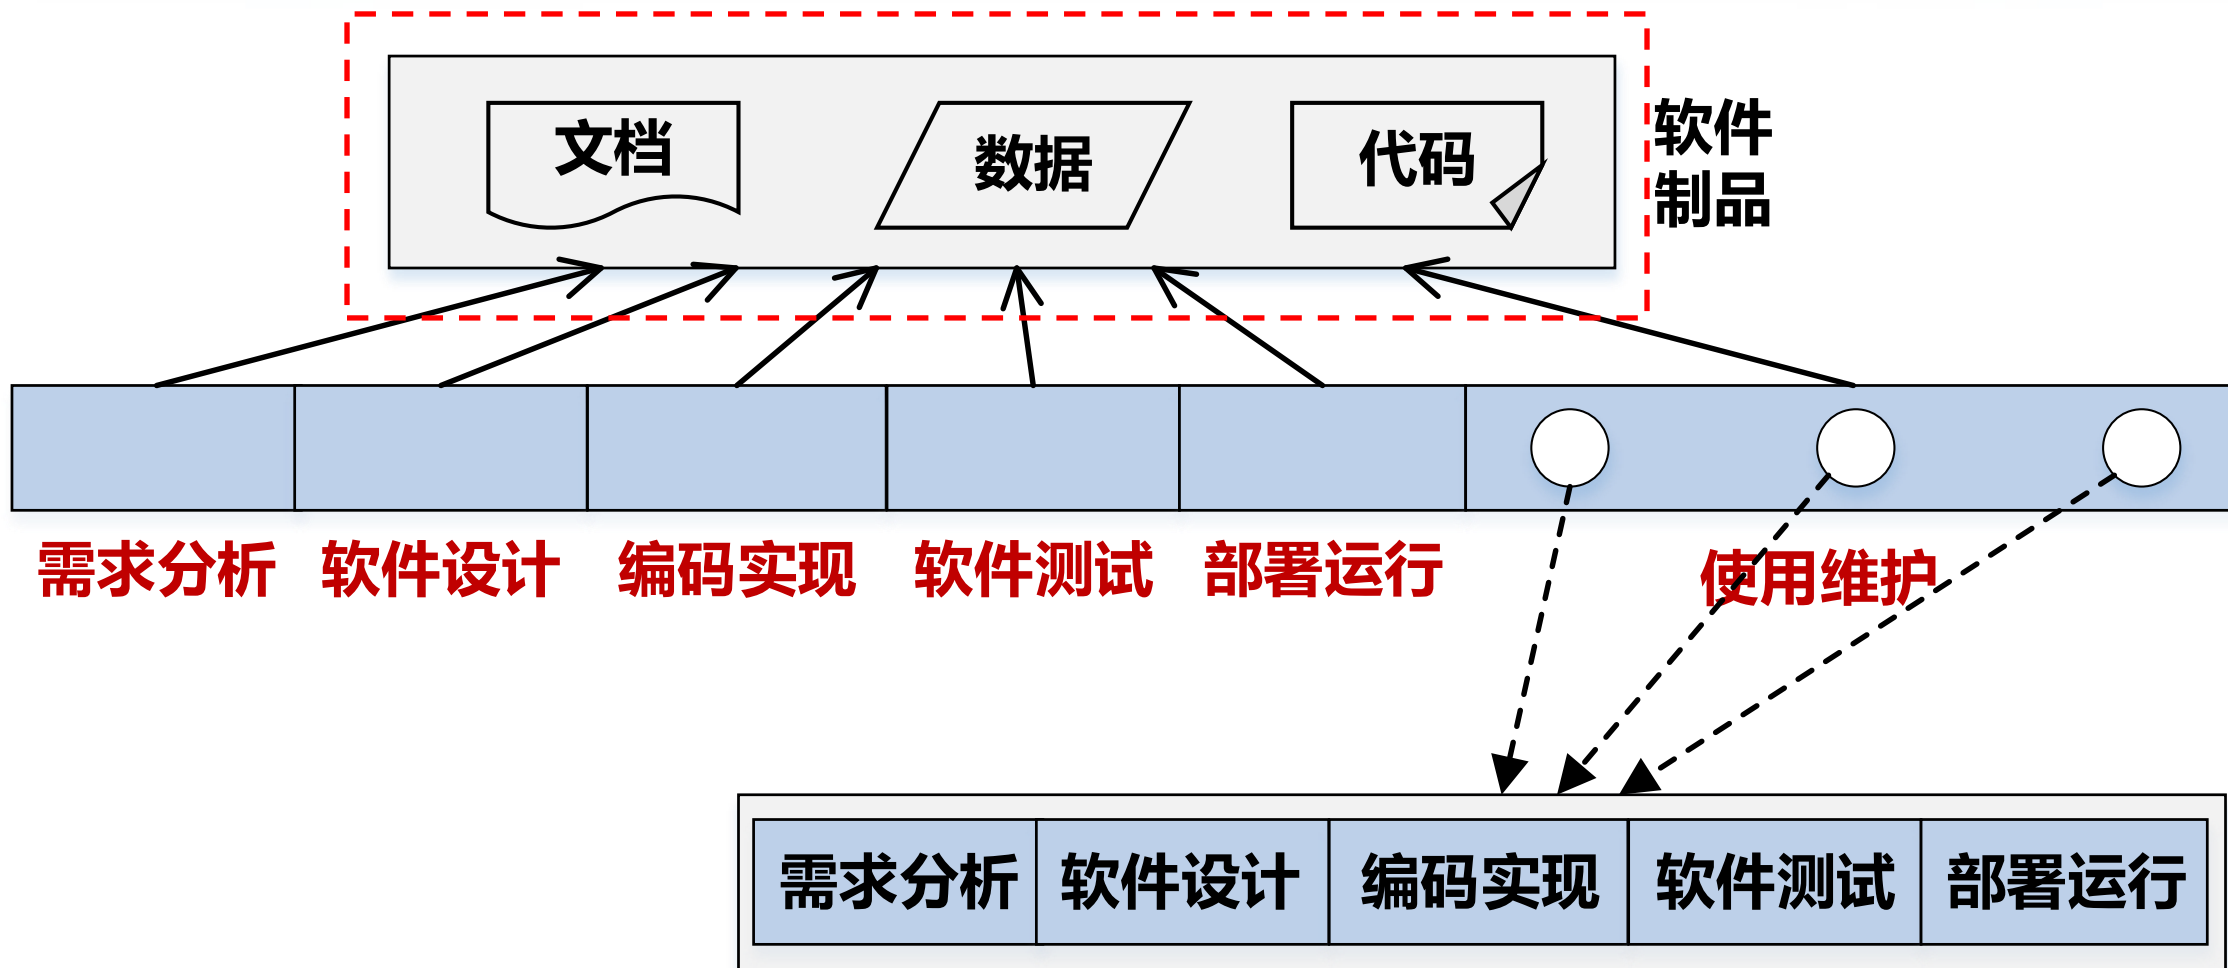 文档
数据
代码
软件
制品
需求分析
软件设计
编码实现
软件测试
部署运行
使用维护
需求分析
软件设计
编码实现
软件测试
部署运行